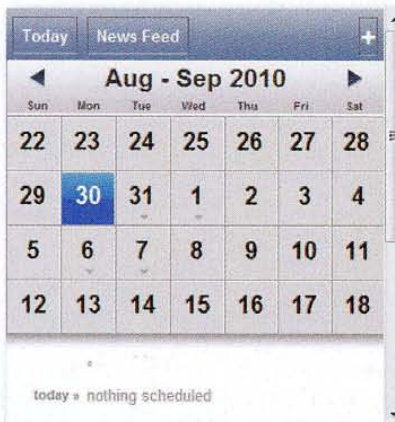 Today News Feed +
Aug - Sep 2010
Sun Mon Tue Wed Thu Fri Sat
22 23 24 25 26 27 28
29 30 31 1 2 3 4
5 6 7 8 9 10 11
12 13 14 15 16 17 18
today » nothing scheduled